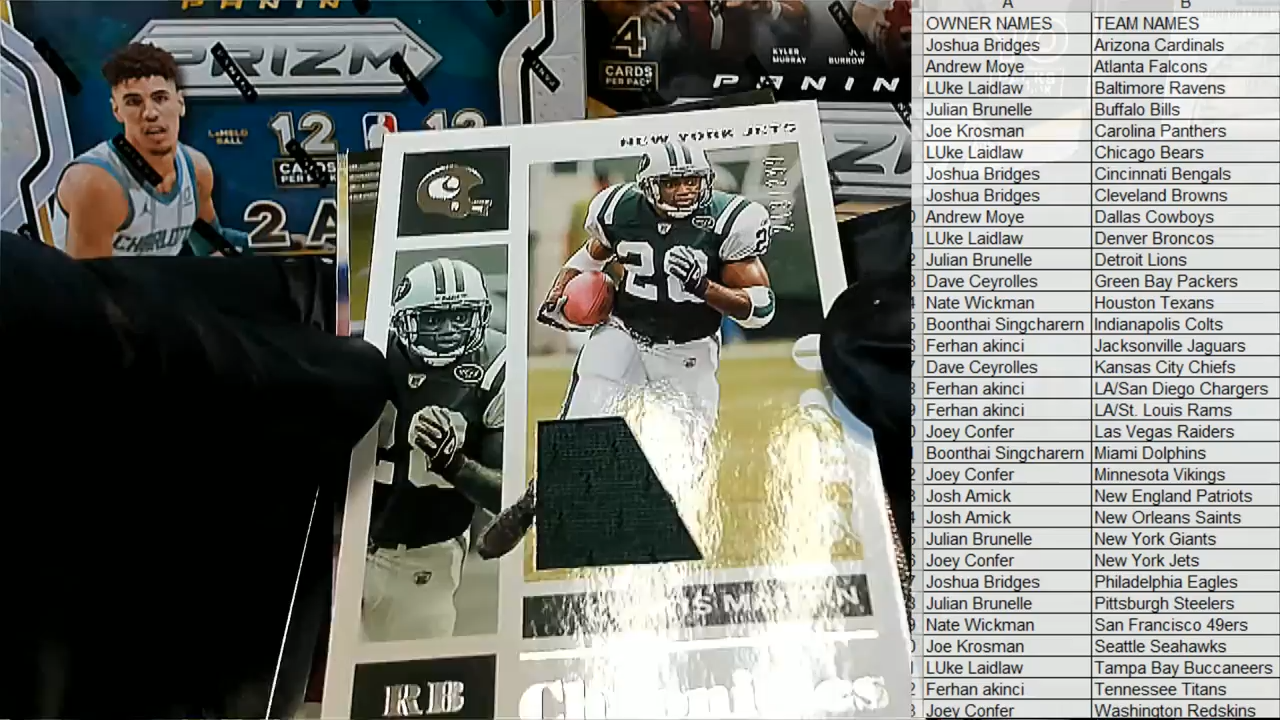 PANINI
PRIZM
LaMELO
BALL
12
CARDS
PER
12
2 A
CHARLOT
4
CARDS
PER PACK
KYLER
MURRAY
BURROW
PANIN
NEW YORK JETS
RB
Chronicles
A
B
OWNER NAMES TEAM NAMES
Joshua Bridges Arizona Cardinals
Andrew Moye Atlanta Falcons
LUke Laidlaw Baltimore Ravens
Julian Brunelle Buffalo Bills
Joe Krosman Carolina Panthers
LUke Laidlaw Chicago Bears
Joshua Bridges Cincinnati Bengals
Joshua Bridges Cleveland Browns
Andrew Moye Dallas Cowboys
LUke Laidlaw Denver Broncos
Julian Brunelle Detroit Lions
Dave Ceyrolles Green Bay Packers
Nate Wickman Houston Texans
Boonthai Singcharern Indianapolis Colts
Ferhan akinci Jacksonville Jaguars
Dave Ceyrolles Kansas City Chiefs
Ferhan akinci LA/San Diego Chargers
Ferhan akinci LA/St. Louis Rams
Joey Confer Las Vegas Raiders
Boonthai Singcharern Miami Dolphins
Joey Confer Minnesota Vikings
Josh Amick New England Patriots
Josh Amick New Orleans Saints
Julian Brunelle New York Giants
Joey Confer New York Jets
Joshua Bridges Philadelphia Eagles
Julian Brunelle Pittsburgh Steelers
Nate Wickman San Francisco 49ers
Joe Krosman Seattle Seahawks
LUke Laidlaw Tampa Bay Buccaneers
Ferhan akinci Tennessee Titans
Joey Confer Washington Redskins